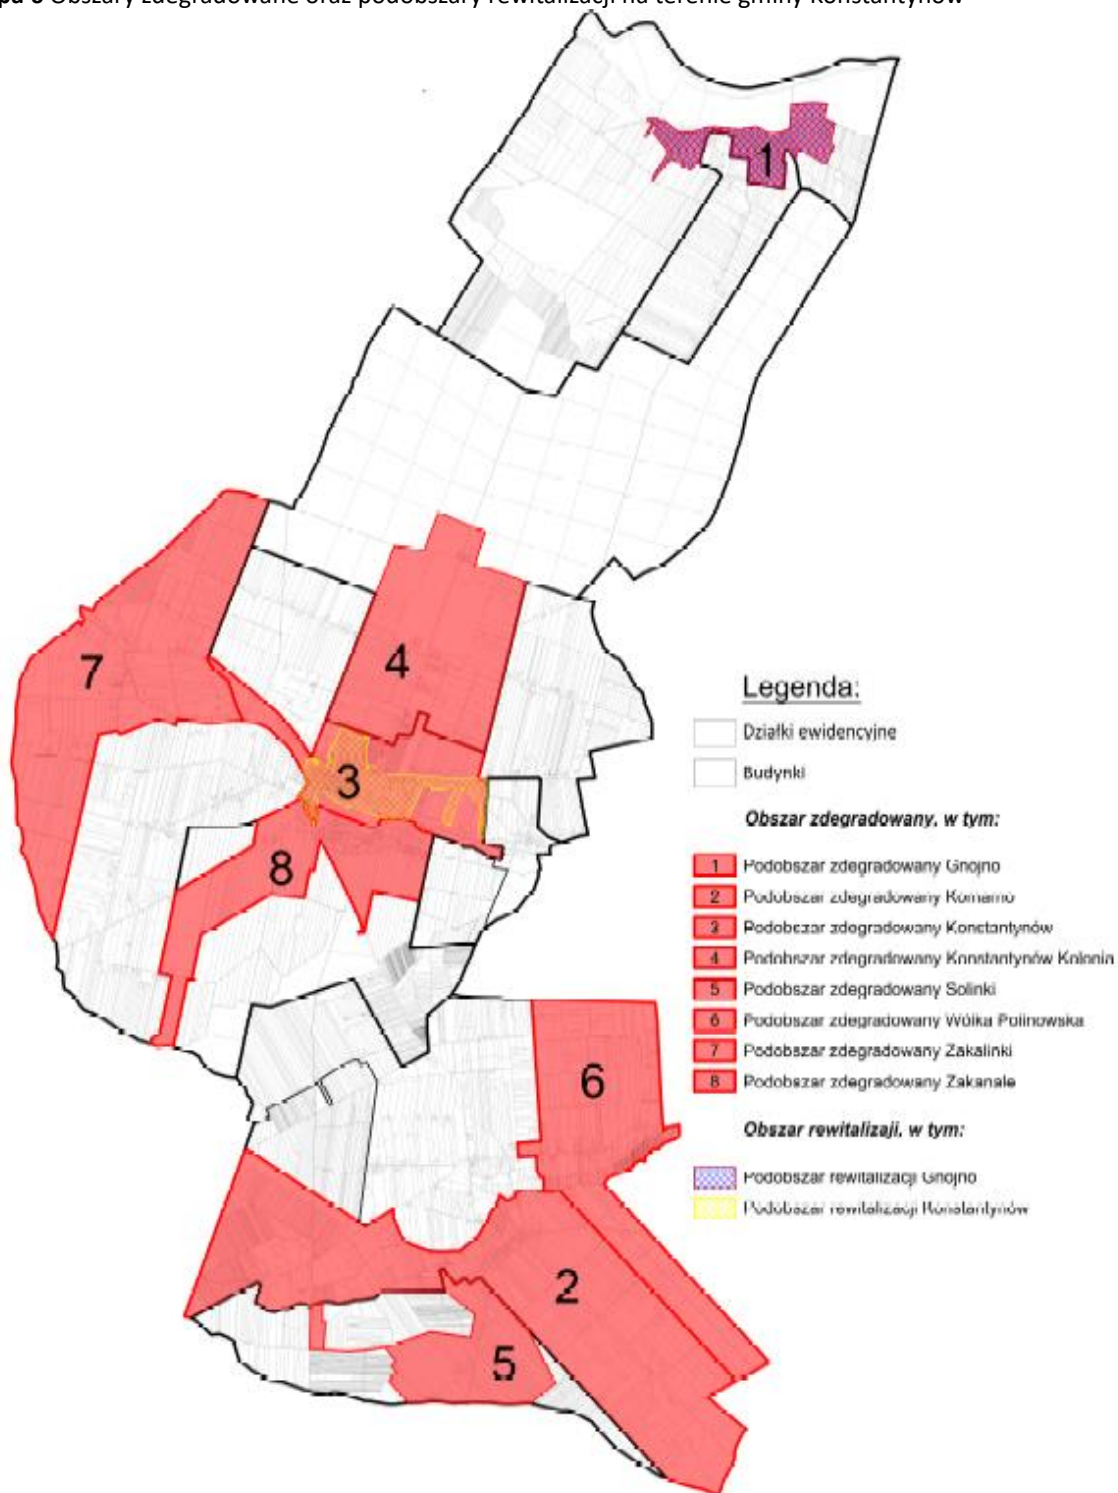 Obszary zdegradowane oraz podobszary rewitalizacji na terenie gminy Konstantynów
1
7
4
3
8
6
2
5
Legenda:
Działki ewidencyjne
Budynki
Obszar zdegradowany, w tym:
1 Podobszar zdegradowany Gnojno
2 Podobszar zdegradowany Komarno
3 Podobszar zdegradowany Konstantynów
4 Podobszar zdegradowany Konstantynów Kolonia
5 Podobszar zdegradowany Solinki
6 Podobszar zdegradowany Wólka Polinowska
7 Podobszar zdegradowany Zakalinki
8 Podobszar zdegradowany Zakanale
Obszar rewitalizaji, w tym:
Podobszar rewitalizacji Gnojno
Podobszar rewitalizacji Konstantynów